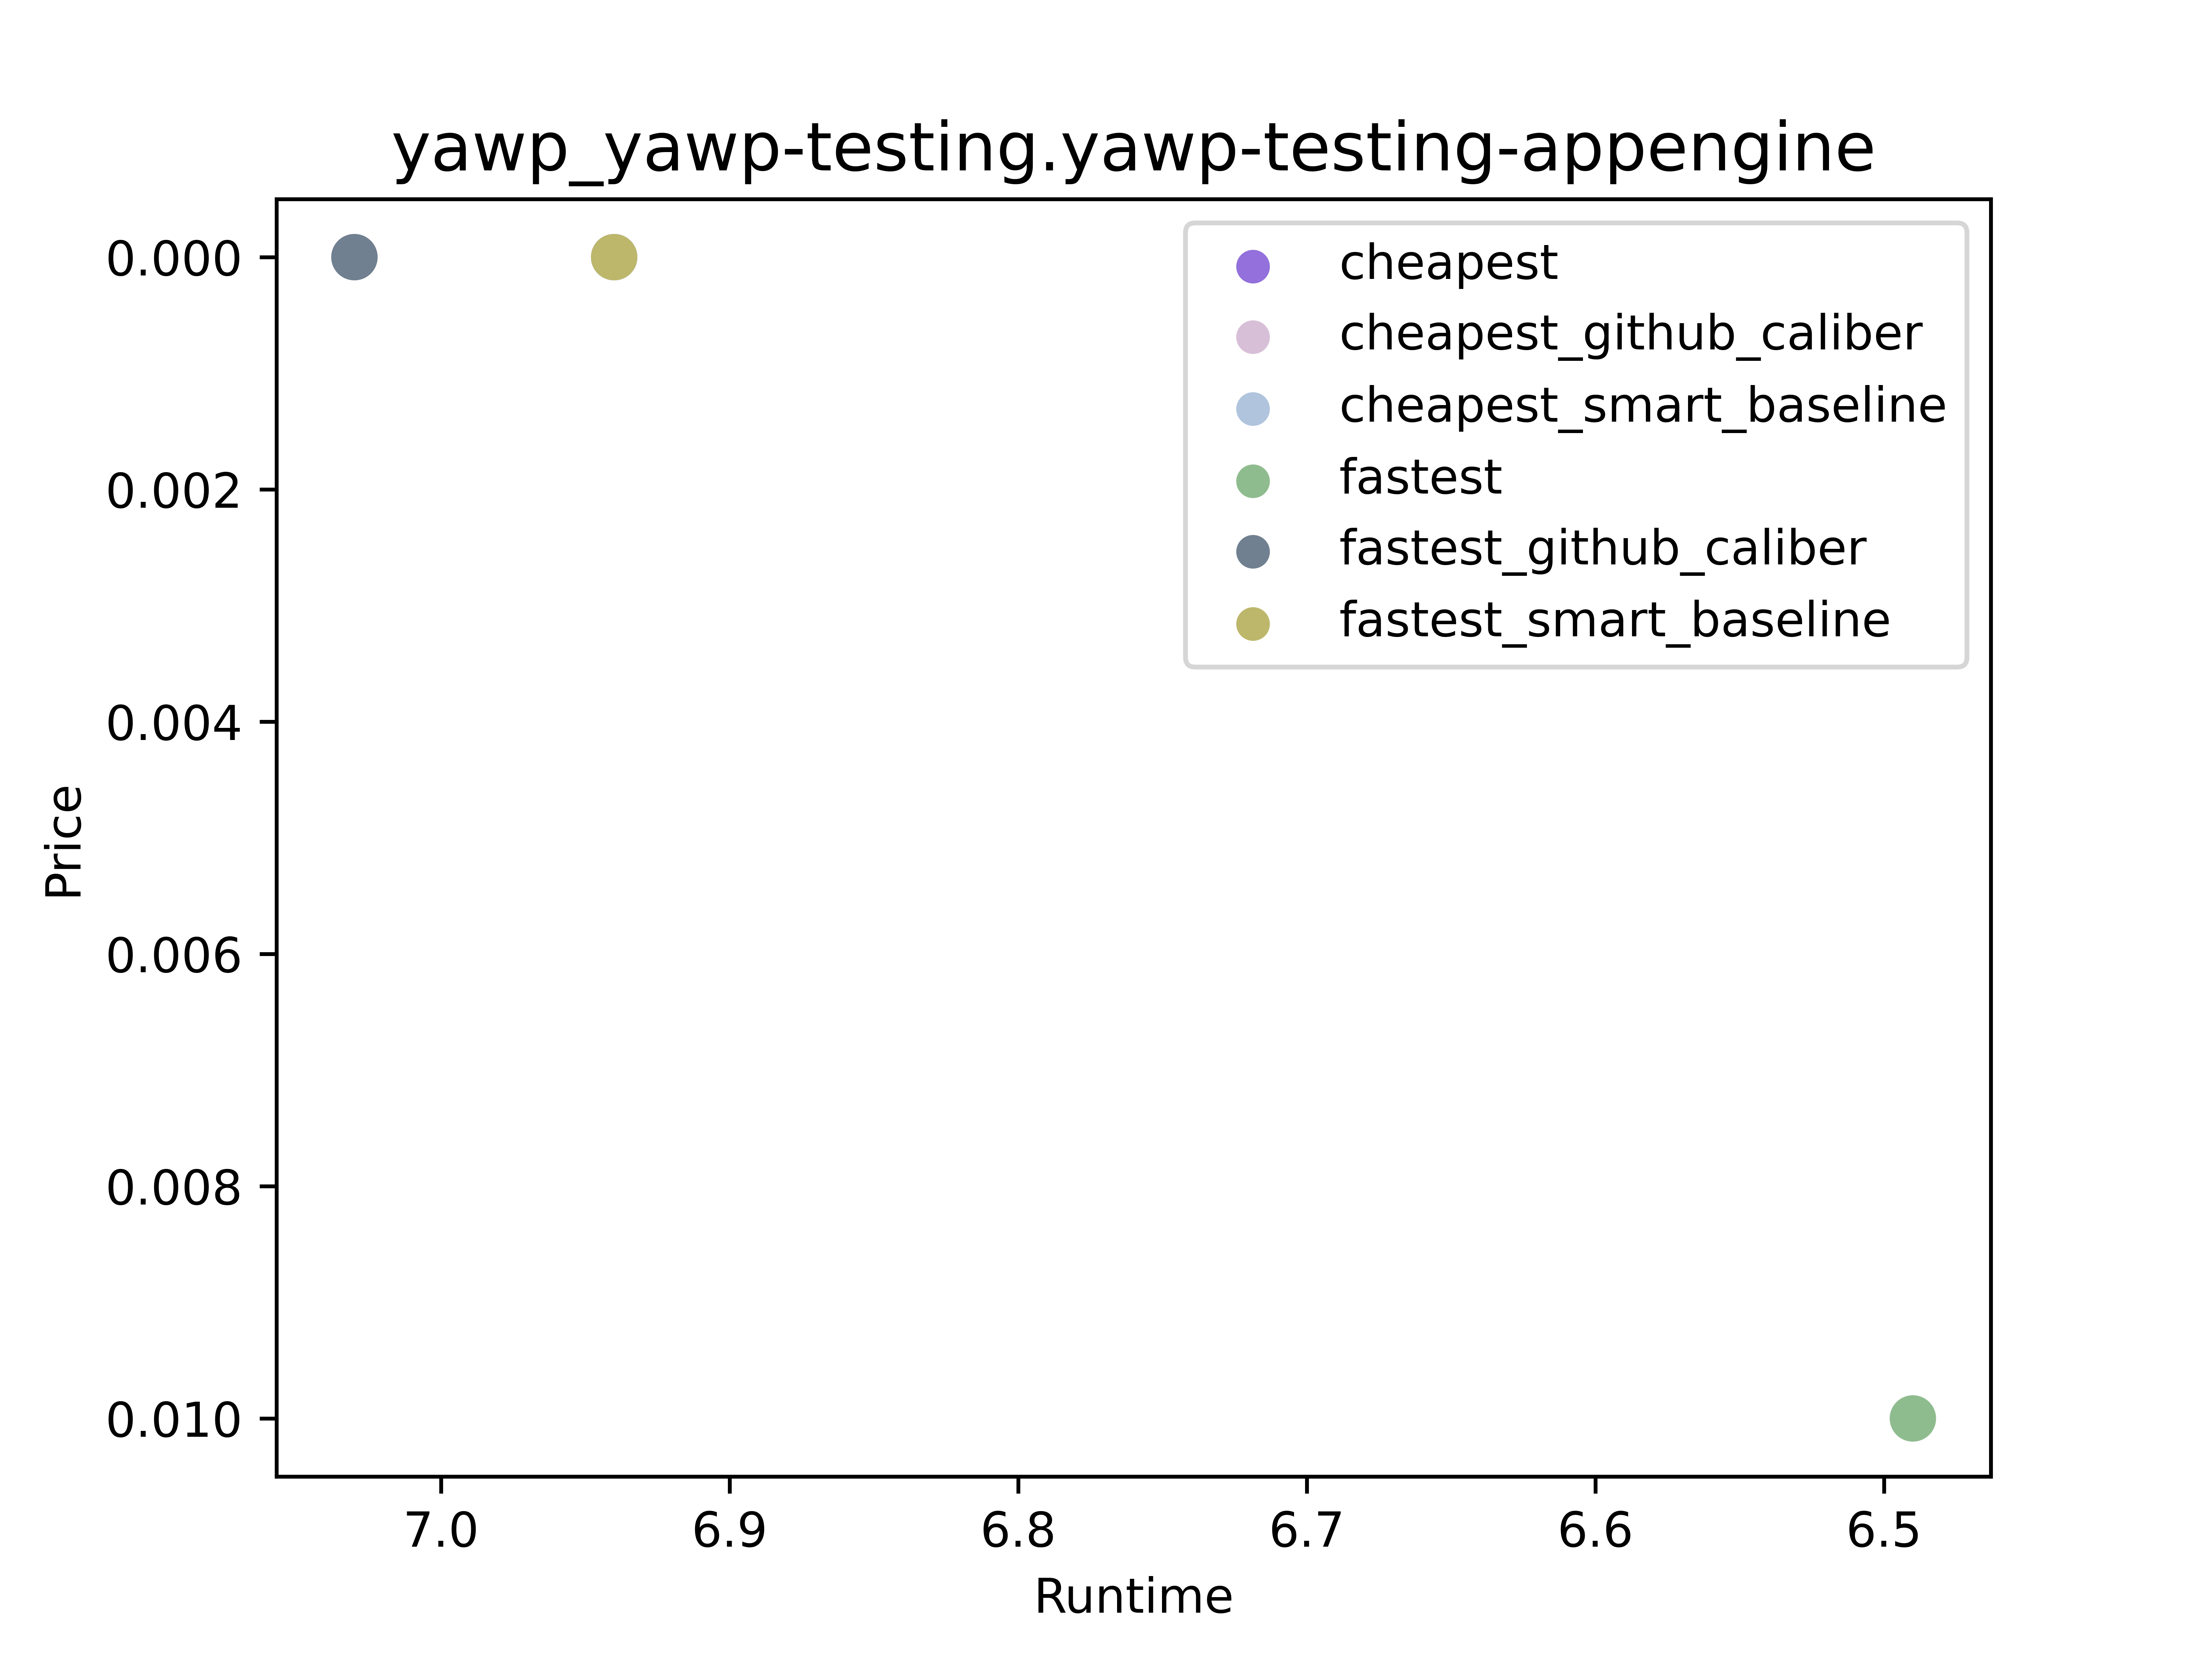 yawp_yawp-testing.yawp-testing-appengine
cheapest
cheapest_github_caliber
cheapest_smart_baseline
fastest
fastest_github_caliber
fastest_smart_baseline
0.000
0.002
0.004
0.006
0.008
0.010
Price
7.0 6.9 6.8 6.7 6.6 6.5
Runtime